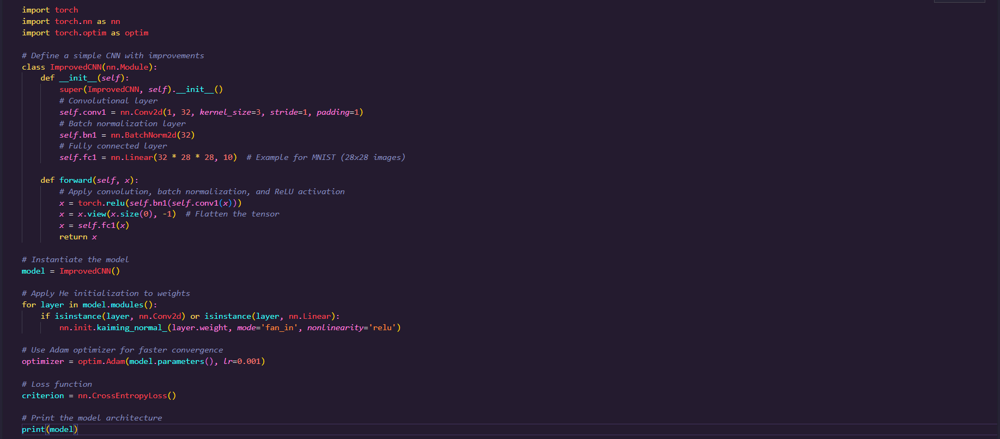 import torch
import torch.nn as nn
import torch.optim as optim

# Define a simple CNN with improvements
class ImprovedCNN(nn.Module):
    def __init__(self):
        super(ImprovedCNN, self).__init__()
        # Convolutional layer
        self.conv1 = nn.Conv2d(1, 32, kernel_size=3, stride=1, padding=1)
        # Batch normalization layer
        self.bn1 = nn.BatchNorm2d(32)
        # Fully connected layer
        self.fc1 = nn.Linear(32 * 28 * 28, 10)  # Example for MNIST (28x28 images)

    def forward(self, x):
        # Apply convolution, batch normalization, and ReLU activation
        x = torch.relu(self.bn1(self.conv1(x)))
        x = x.view(x.size(0), -1)  # Flatten the tensor
        x = self.fc1(x)
        return x

# Instantiate the model
model = ImprovedCNN()

# Apply He initialization to weights
for layer in model.modules():
    if isinstance(layer, nn.Conv2d) or isinstance(layer, nn.Linear):
        nn.init.kaiming_normal_(layer.weight, mode='fan_in', nonlinearity='relu')

# Use Adam optimizer for faster convergence
optimizer = optim.Adam(model.parameters(), lr=0.001)

# Loss function
criterion = nn.CrossEntropyLoss()

# Print the model architecture
print(model)